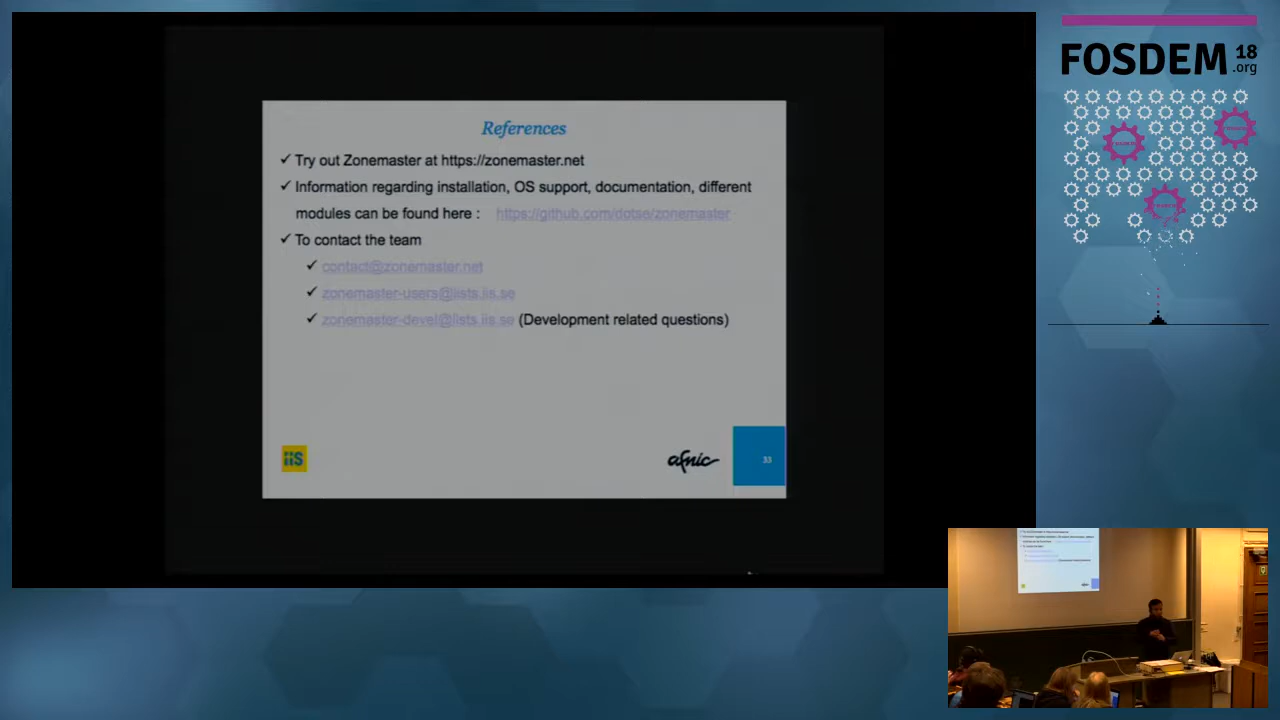 References
✓ Try out Zonemaster at https://zonemaster.net
✓ Information regarding installation, OS support, documentation, different
modules can be found here : https://github.com/dotse/zonemaster
✓ To contact the team
✓ contact@zonemaster.net
✓ zonemaster-users@lists.iis.se
✓ zonemaster-devel@lists.iis.se (Development related questions)
iis
afnic
33
FOSDEM 18
.org